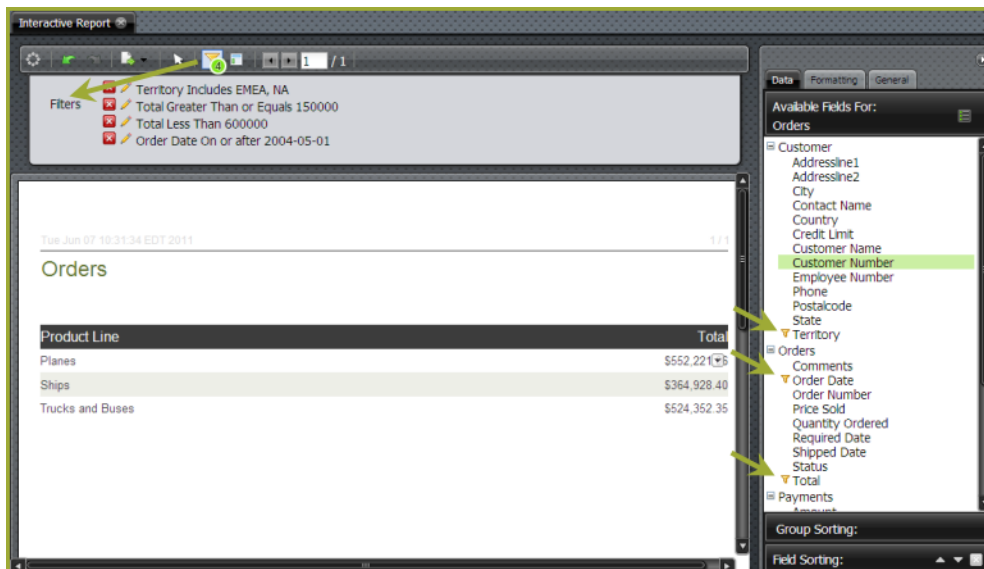 Interactive Report
4
1 / 1
Filters
Territory Includes EMEA, NA
Total Greater Than or Equals 150000
Total Less Than 600000
Order Date On or after 2004-05-01
Tue Jun 07 10:31:34 EDT 2011
1 / 1
Orders
Product Line Total
Planes $552,221
Ships $364,928.40
Trucks and Buses $524,352.35
Data Formatting General
Available Fields For:
Orders
Customer
Addressline1
Addressline2
City
Contact Name
Country
Credit Limit
Customer Name
Customer Number
Employee Number
Phone
Postalcode
State
Territory
Orders
Comments
Order Date
Order Number
Price Sold
Quantity Ordered
Required Date
Shipped Date
Status
Total
Payments
Group Sorting:
Field Sorting: